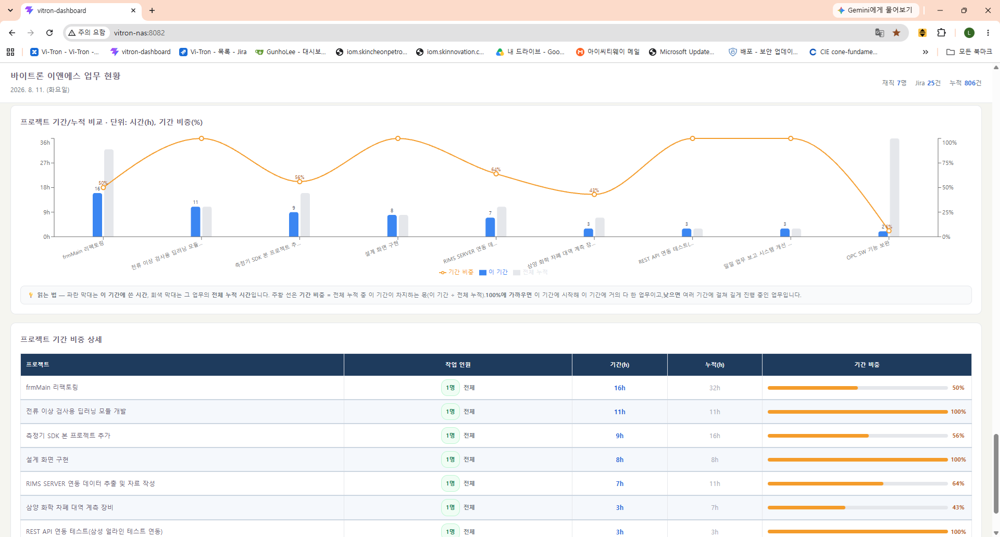 vitron-dashboard
Gemini에게 물어보기
주의 요함
vitron-nas:8082
L
Vi-Tron - Vi-Tron -...
vitron-dashboard
Vi-Tron - 목록 - Jira
GunhoLee - 대시보...
iom.skincheonpetro...
iom.skinnovation.c...
내 드라이브 - Goo...
아이씨티웨이 메일
Microsoft Update...
배포 - 보안 업데이...
CIE cone-fundame...
모든 북마크
바이트론 이앤에스 업무 현황
2026. 8. 11. (화요일)
재직 7명 Jira 25건 누적 806건
프로젝트 기간/누적 비교 · 단위: 시간(h), 기간 비중(%)
36h
27h
18h
9h
0h
100%
75%
50%
25%
0%
50%
16
11
56%
9
8
64%
7
43%
3
3
3
2
6%
frmMain 리팩토링
전류 이상 검사용 딥러닝 모듈...
측정기 SDK 본 프로젝트 추...
설계 화면 구현
RIMS SERVER 연동 데...
삼양 화학 차폐 대역 계측 장...
REST API 연동 테스트(...
일일 업무 보고 시스템 개선 ...
OPC SW 기능 보완
기간 비중 이 기간 전체 누적
💡 읽는 법 — 파란 막대는 이 기간에 쓴 시간, 회색 막대는 그 업무의 전체 누적 시간입니다. 주황 선은 기간 비중 = 전체 누적 중 이 기간이 차지하는 몫(이 기간 ÷ 전체 누적).100%에 가까우면 이 기간에 시작해 이 기간에 거의 다 한 업무이고,낮으면 여러 기간에 걸쳐 길게 진행 중인 업무입니다.
프로젝트 기간 비중 상세
프로젝트 작업 인원 기간(h) 누적(h) 기간 비중
frmMain 리팩토링 1명 전체 16h 32h 50%
전류 이상 검사용 딥러닝 모듈 개발 1명 전체 11h 11h 100%
측정기 SDK 본 프로젝트 추가 1명 전체 9h 16h 56%
설계 화면 구현 1명 전체 8h 8h 100%
RIMS SERVER 연동 데이터 추출 및 자료 작성 1명 전체 7h 11h 64%
삼양 화학 차폐 대역 계측 장비 1명 전체 3h 7h 43%
REST API 연동 테스트(삼성 얼라인 테스트 연동) 1명 전체 3h 3h 100%